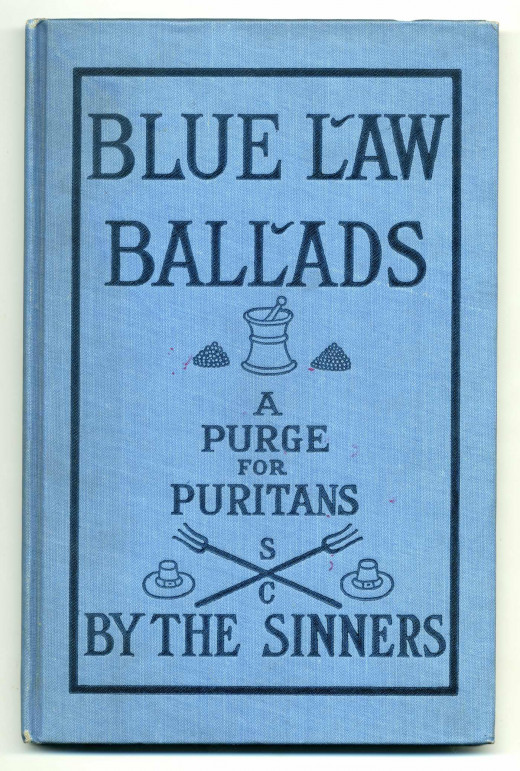 BLUE LAW
BALLADS
A
PURGE
FOR
PURITANS
S
C
BY THE SINNERS